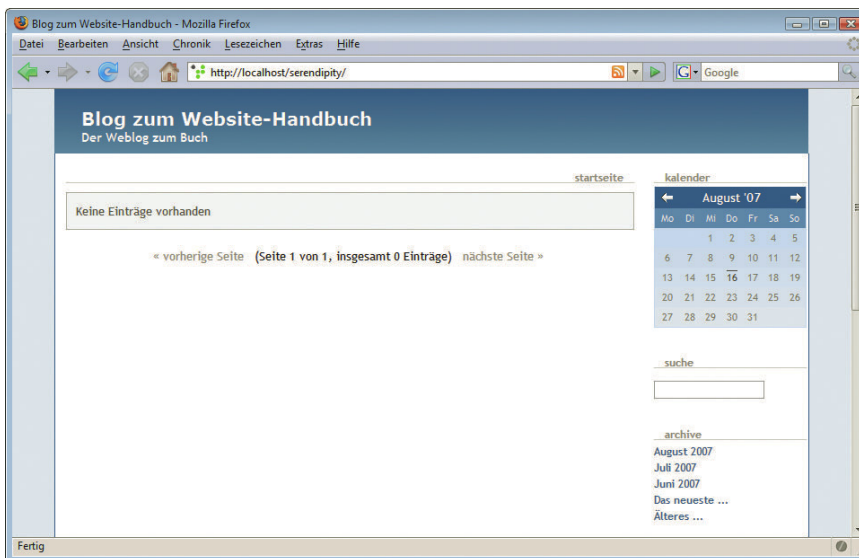 Blog zum Website-Handbuch - Mozilla Firefox
Datei Bearbeiten Ansicht Chronik Lesezeichen Extras Hilfe
http://localhost/serendipity/
G Google
Blog zum Website-Handbuch
Der Weblog zum Buch
startseite
Keine Einträge vorhanden
« vorherige Seite (Seite 1 von 1, insgesamt 0 Einträge) nächste Seite »
kalender
August '07
Mo Di Mi Do Fr Sa So
1 2 3 4 5
6 7 8 9 10 11 12
13 14 15 16 17 18 19
20 21 22 23 24 25 26
27 28 29 30 31
suche
archive
August 2007
Juli 2007
Juni 2007
Das neueste ...
Älteres ...
Fertig